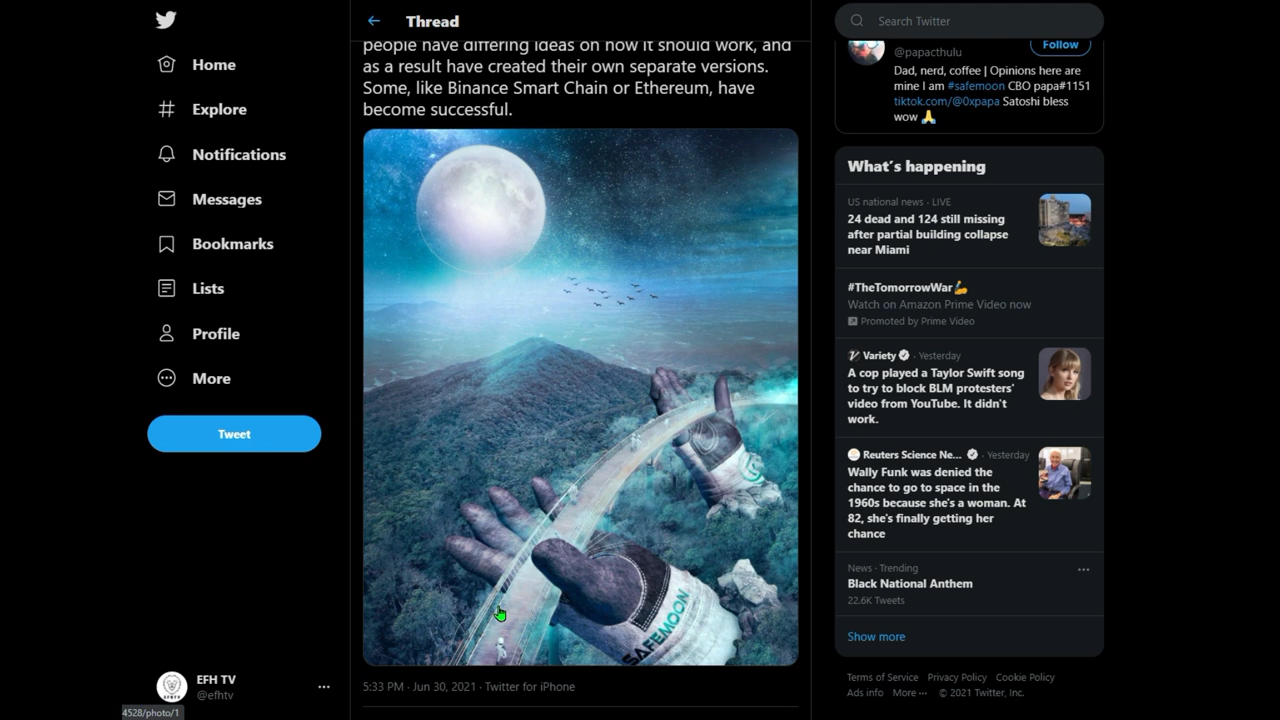 Home
Explore
Notifications
Messages
Bookmarks
Lists
Profile
More
Tweet
EFH TV
@efhtv
4528/photo/1
Thread
people have differing ideas on how it should work, and
as a result have created their own separate versions.
Some, like Binance Smart Chain or Ethereum, have
become successful.
SAFEMOON
5:33 PM · Jun 30, 2021 · Twitter for iPhone
Search Twitter
@papacthulu
Follow
Dad, nerd, coffee | Opinions here are
mine I am #safemoon CBO papa#1151
tiktok.com/@0xpapa Satoshi bless
wow 🙏
What's happening
US national news · LIVE
24 dead and 124 still missing
after partial building collapse
near Miami
#TheTomorrowWar
Watch on Amazon Prime Video now
Promoted by Prime Video
Variety · Yesterday
A cop played a Taylor Swift song
to try to block BLM protesters'
video from YouTube. It didn't
work.
Reuters Science Ne... · Yesterday
Wally Funk was denied the
chance to go to space in the
1960s because she's a woman. At
82, she's finally getting her
chance
News · Trending
Black National Anthem
22.6K Tweets
Show more
Terms of Service Privacy Policy Cookie Policy
Ads info More ··· © 2021 Twitter, Inc.